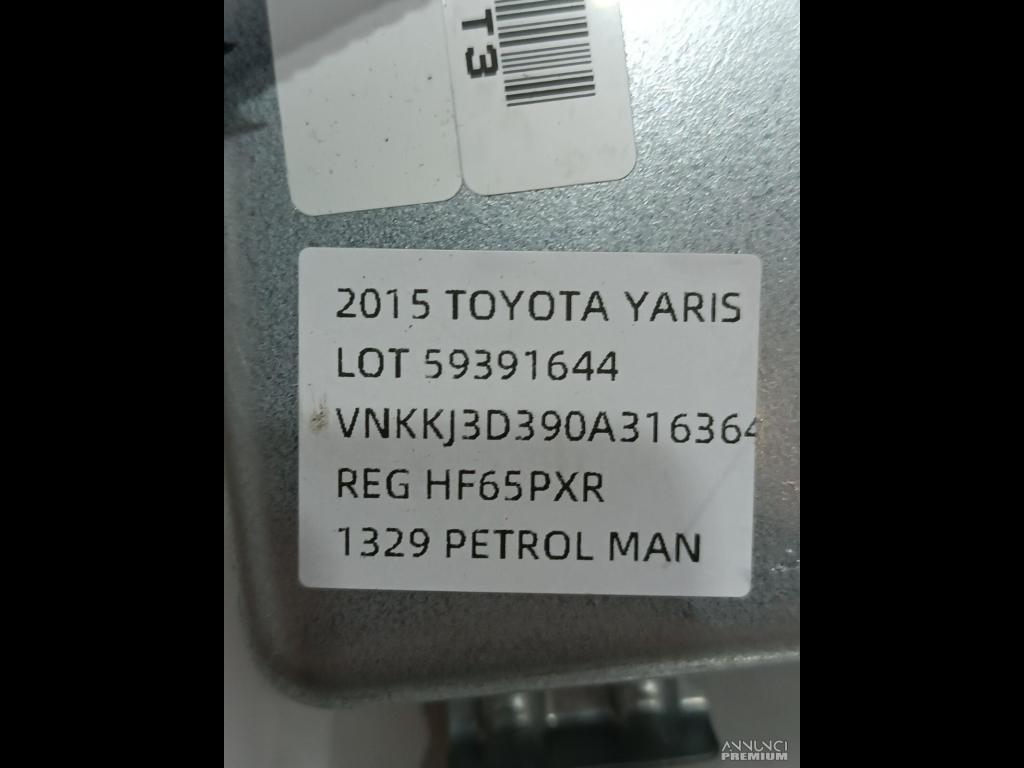 T3
2015 TOYOTA YARIS
LOT 59391644
VNKKJ3D390A316364
REG HF65PXR
1329 PETROL MAN
ANNUNCI
PREMIUM